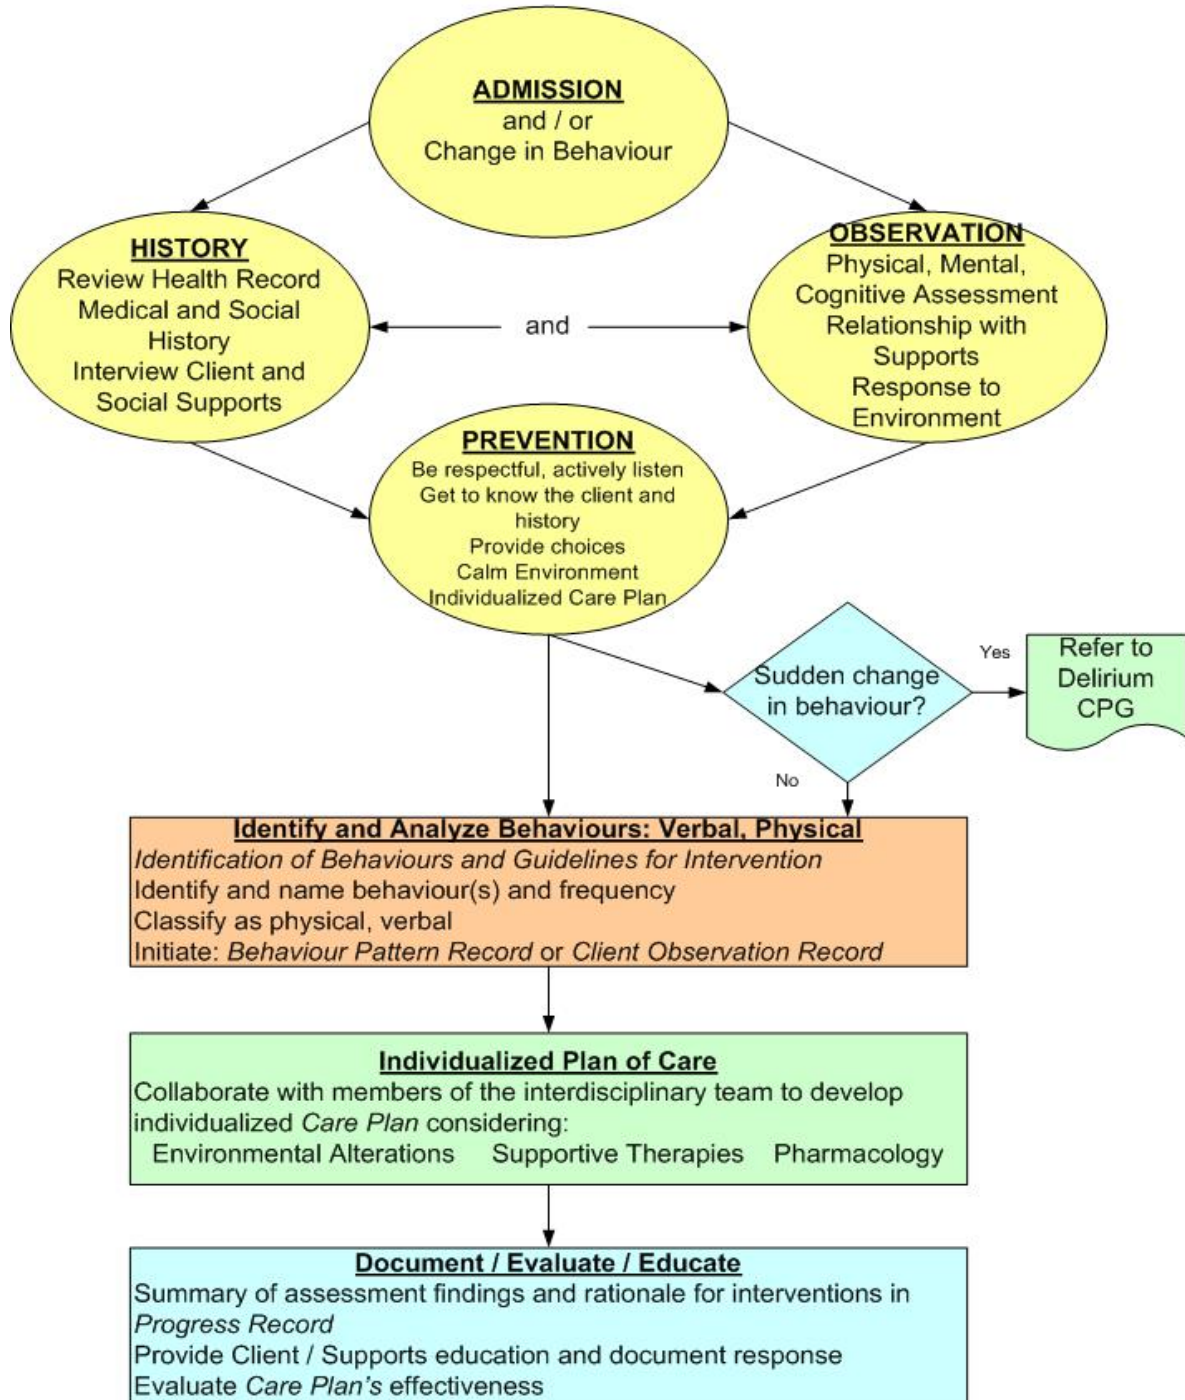 ADMISSION
and / or
Change in Behaviour
HISTORY
Review Health Record
Medical and Social
History
Interview Client and
Social Supports
and
OBSERVATION
Physical, Mental,
Cognitive Assessment
Relationship with
Supports
Response to
Environment
PREVENTION
Be respectful, actively listen
Get to know the client and
history
Provide choices
Calm Environment
Individualized Care Plan
Sudden change
in behaviour?
Yes
Refer to
Delirium
CPG
No
Identify and Analyze Behaviours: Verbal, Physical
Identification of Behaviours and Guidelines for Intervention
Identify and name behaviour(s) and frequency
Classify as physical, verbal
Initiate: Behaviour Pattern Record or Client Observation Record
Individualized Plan of Care
Collaborate with members of the interdisciplinary team to develop
individualized Care Plan considering:
Environmental Alterations Supportive Therapies Pharmacology
Document / Evaluate / Educate
Summary of assessment findings and rationale for interventions in
Progress Record
Provide Client / Supports education and document response
Evaluate Care Plan's effectiveness